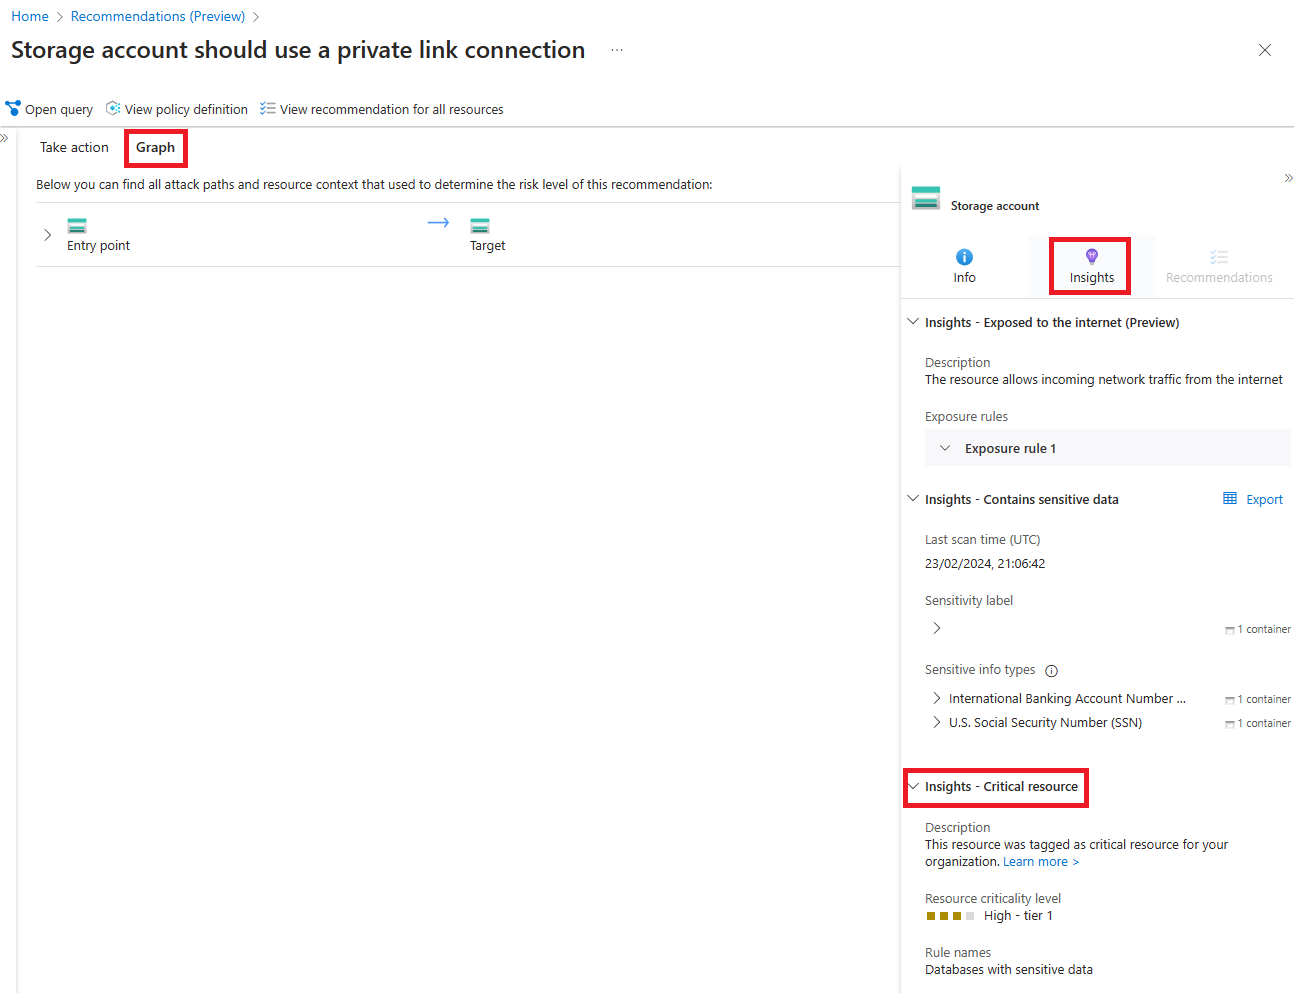 Home > Recommendations (Preview) >
Storage account should use a private link connection ...
Open query View policy definition View recommendation for all resources
Take action Graph
Below you can find all attack paths and resource context that used to determine the risk level of this recommendation:
Entry point
Target
Storage account
Info Insights Recommendations
Insights - Exposed to the internet (Preview)
Description
The resource allows incoming network traffic from the internet
Exposure rules
Exposure rule 1
Insights - Contains sensitive data Export
Last scan time (UTC)
23/02/2024, 21:06:42
Sensitivity label
1 container
Sensitive info types
International Banking Account Number ... 1 container
U.S. Social Security Number (SSN) 1 container
Insights - Critical resource
Description
This resource was tagged as critical resource for your
organization. Learn more >
Resource criticality level
High - tier 1
Rule names
Databases with sensitive data